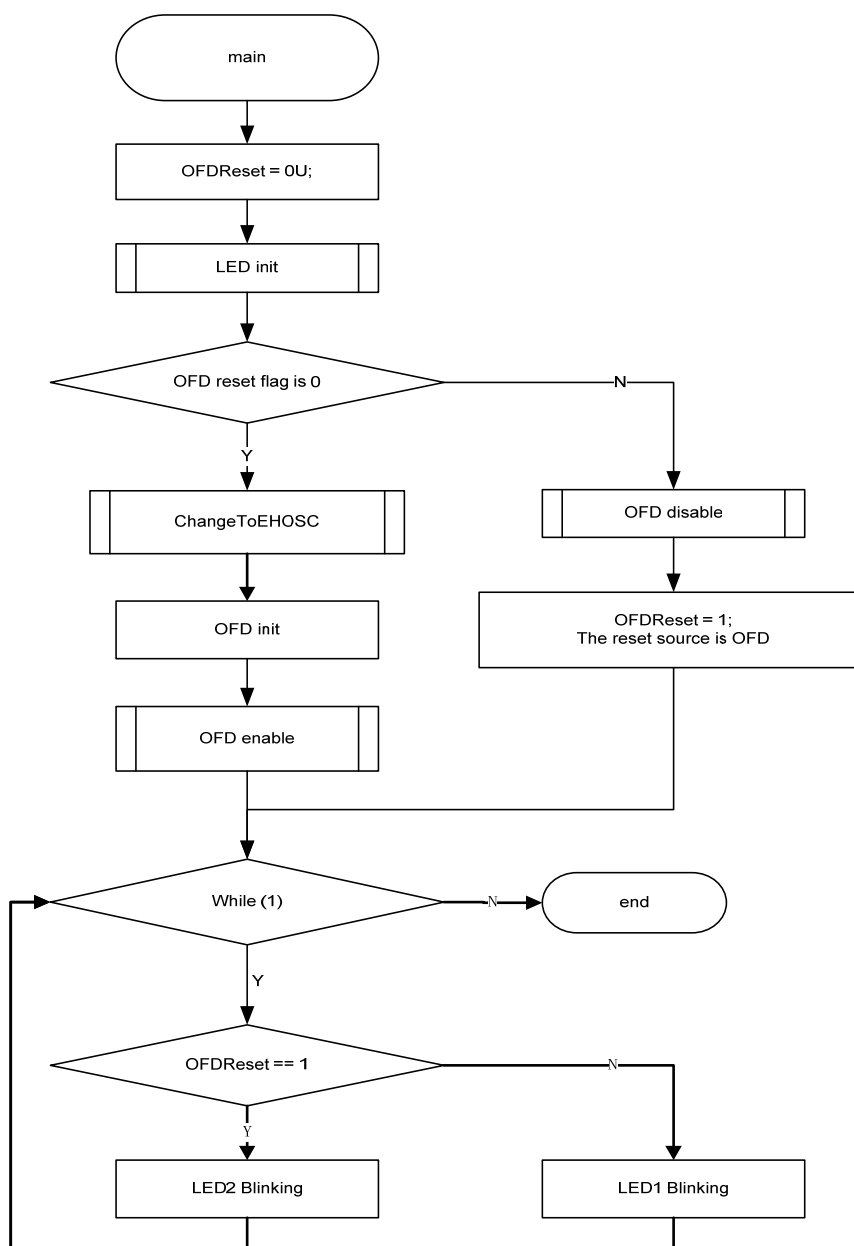 main
OFDReset = 0U;
LED init
OFD reset flag is 0
N
Y
ChangeToEHOSC
OFD disable
OFD init
OFDReset = 1;
The reset source is OFD
OFD enable
While (1)
N
end
Y
OFDReset == 1
N
Y
LED2 Blinking
LED1 Blinking